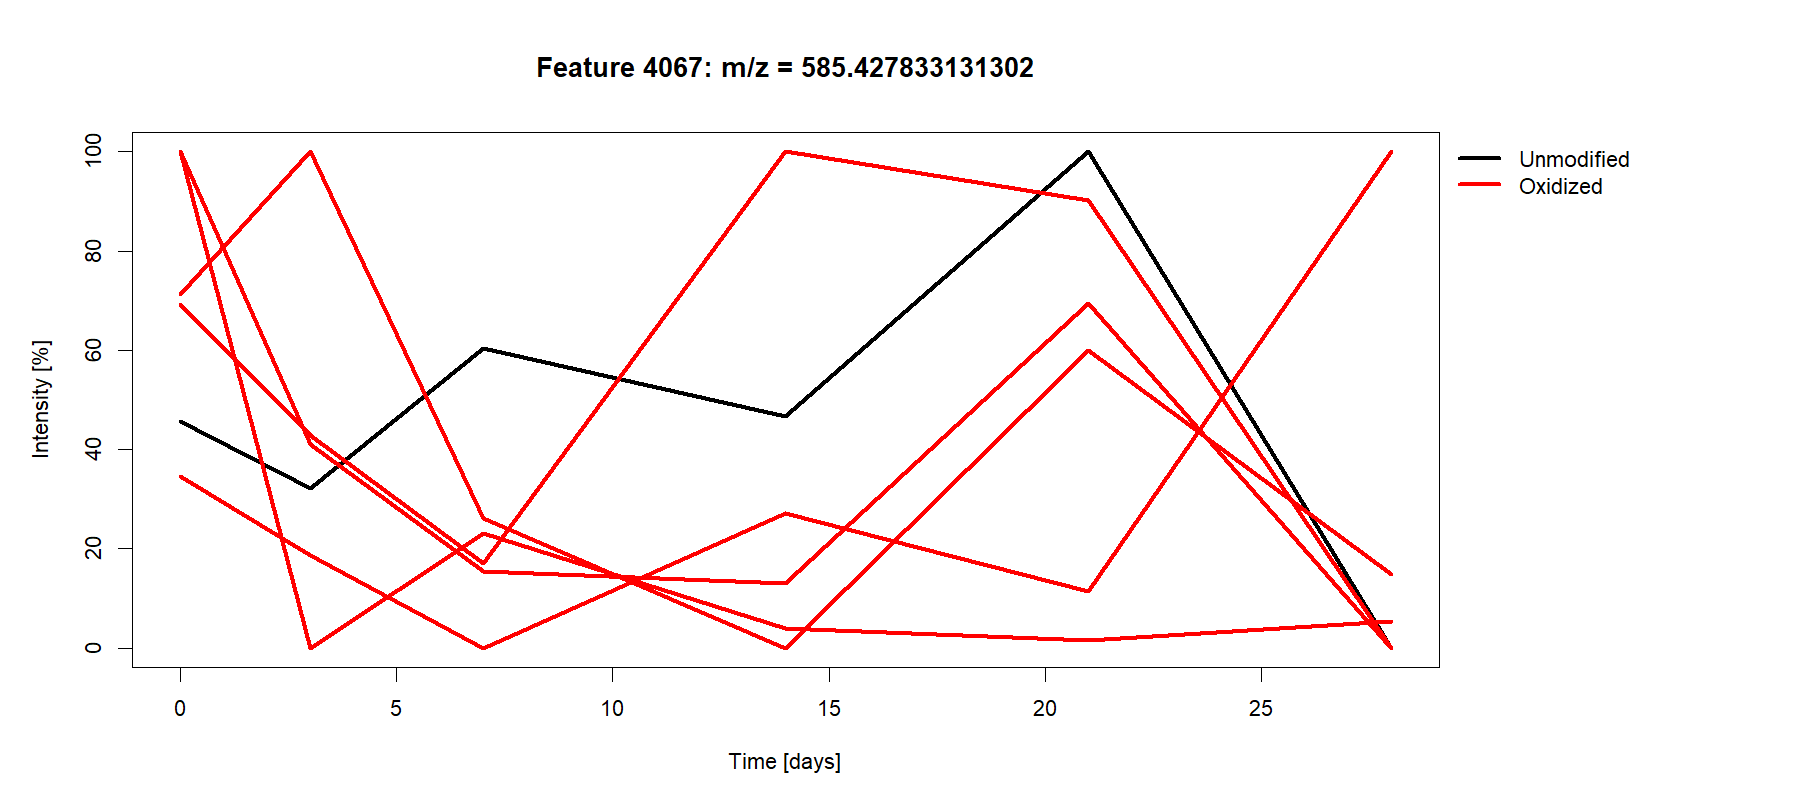 Feature 4067: m/z = 585.427833131302
Unmodified
Oxidized
Intensity [%]
100
80
60
40
20
0
0 5 10 15 20 25
Time [days]